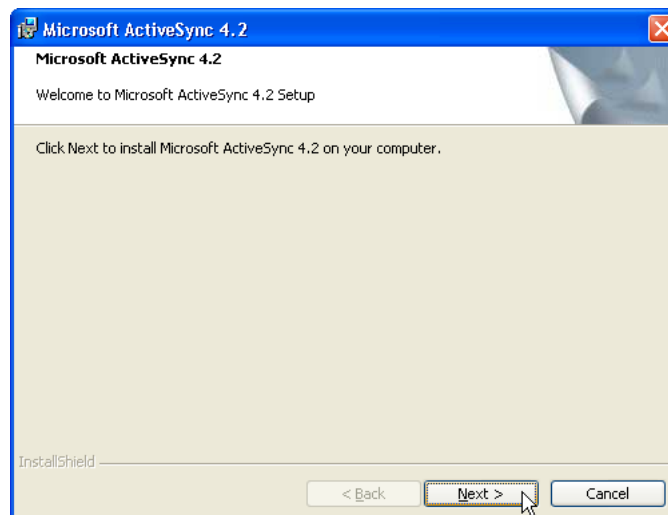 Microsoft ActiveSync 4.2
Microsoft ActiveSync 4.2
Welcome to Microsoft ActiveSync 4.2 Setup
Click Next to install Microsoft ActiveSync 4.2 on your computer.
InstallShield
< Back Next > Cancel